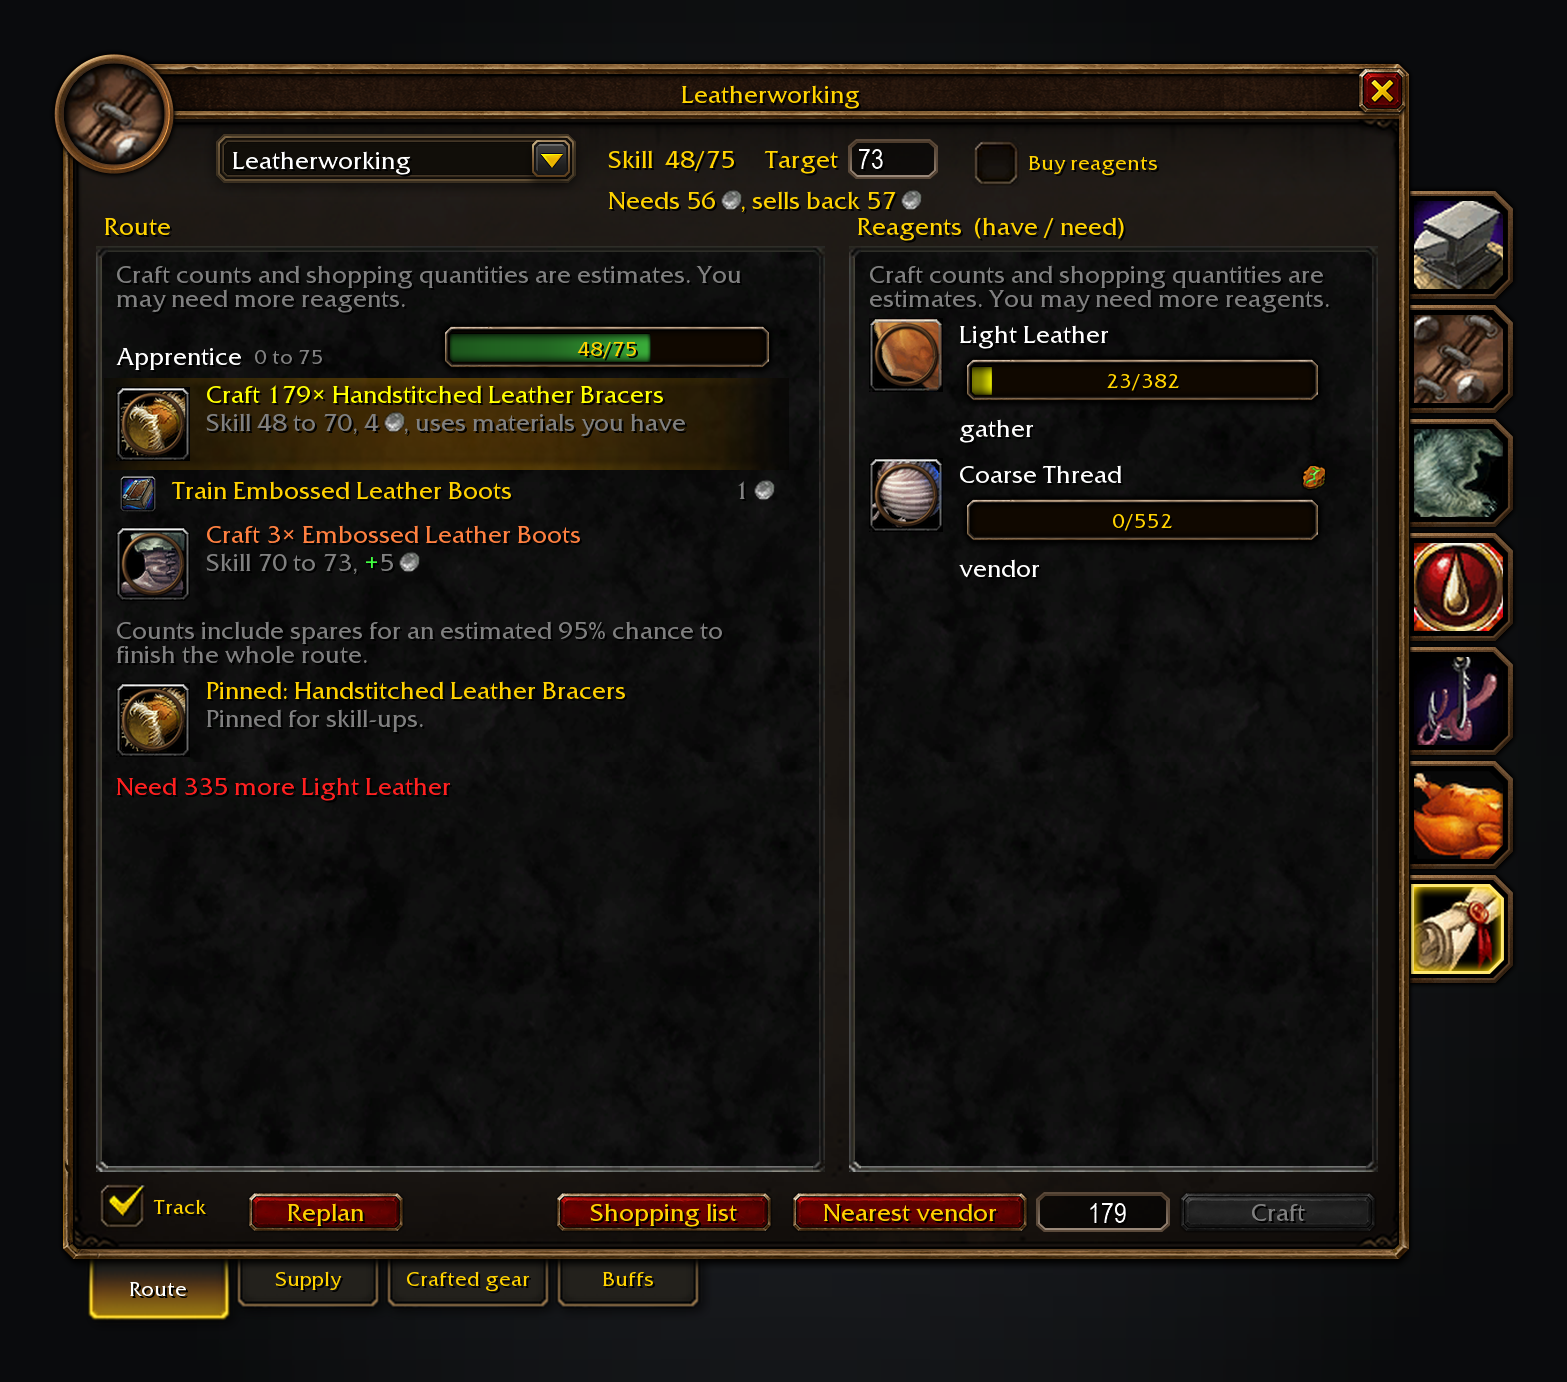 Leatherworking
Leatherworking
Skill 48/75 Target 73
Buy reagents
Needs 56, sells back 57
Route
Reagents (have / need)
Craft counts and shopping quantities are estimates. You
may need more reagents.
Apprentice 0 to 75
48/75
Craft 179× Handstitched Leather Bracers
Skill 48 to 70, 4, uses materials you have
Train Embossed Leather Boots 1
Craft 3× Embossed Leather Boots
Skill 70 to 73, +5
Counts include spares for an estimated 95% chance to
finish the whole route.
Pinned: Handstitched Leather Bracers
Pinned for skill-ups.
Need 335 more Light Leather
Craft counts and shopping quantities are
estimates. You may need more reagents.
Light Leather
23/382
gather
Coarse Thread
0/552
vendor
Track
Replan
Shopping list
Nearest vendor
179
Craft
Route
Supply
Crafted gear
Buffs